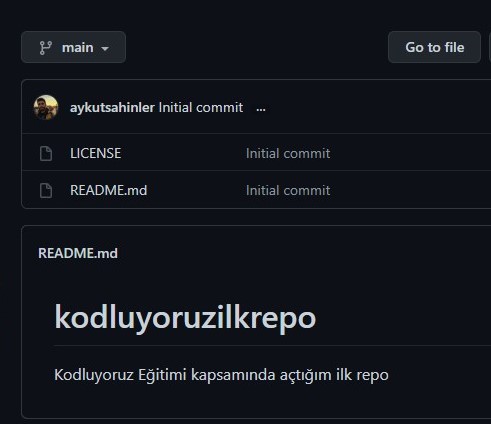 main
Go to file
aykutsahinler Initial commit ...
LICENSE Initial commit
README.md Initial commit
README.md
kodluyoruzilkrepo
Kodluyoruz Eğitimi kapsamında açtığım ilk repo